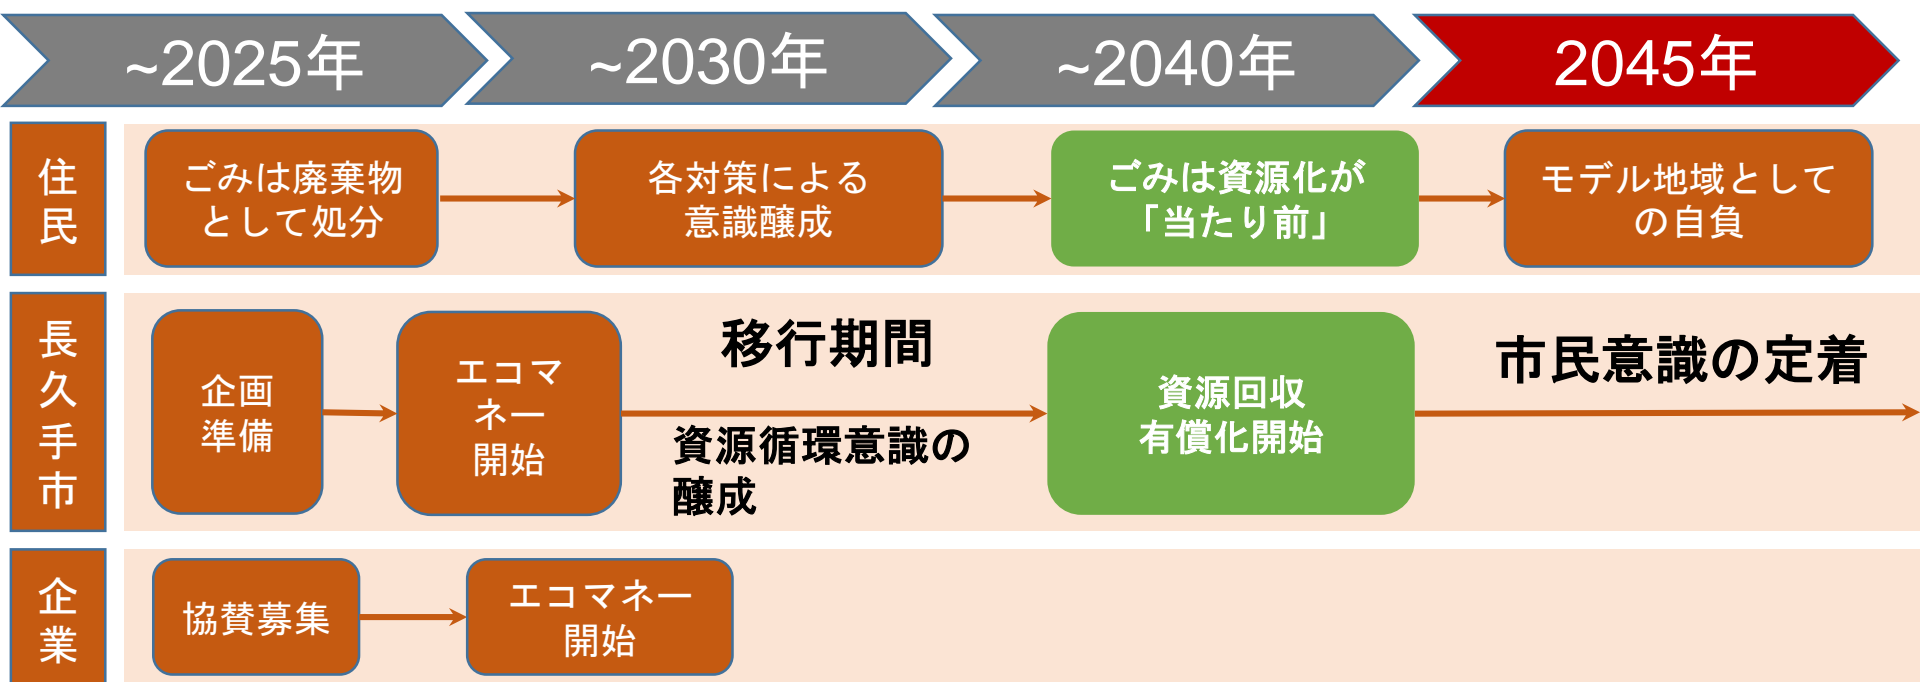 ~2025年
~2030年
~2040年
2045年
住
民
ごみは廃棄物
として処分
各対策による
意識醸成
ごみは資源化が
「当たり前」
モデル地域として
の自負
長
久
手
市
企画
準備
エコマ
ネー
開始
移行期間
資源循環意識の
醸成
資源回収
有償化開始
市民意識の定着
企
業
協賛募集
エコマネー
開始